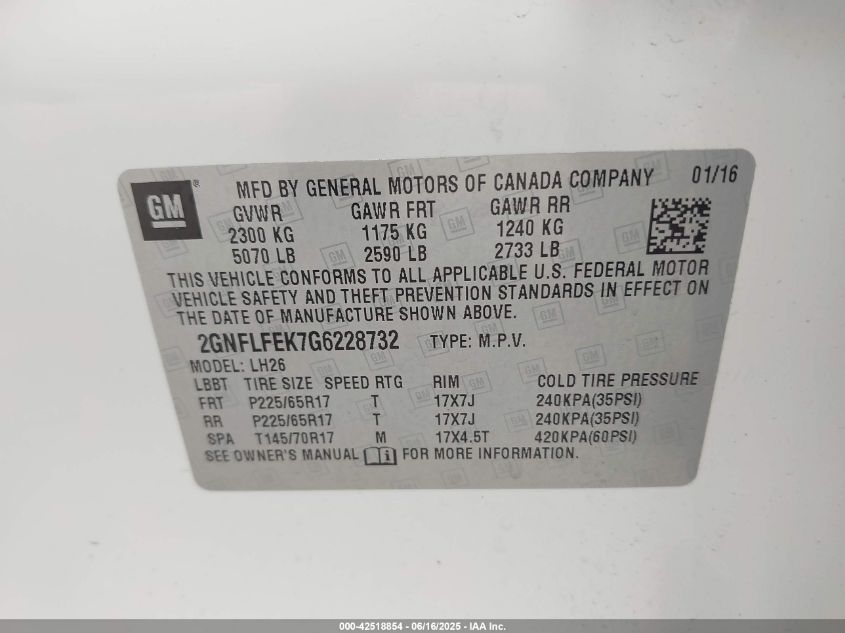 GM ® MFD BY GENERAL MOTORS OF CANADA COMPANY 01/16
GVWR GAWR FRT GAWR RR
2300 KG 1175 KG 1240 KG
5070 LB 2590 LB 2733 LB
THIS VEHICLE CONFORMS TO ALL APPLICABLE U.S. FEDERAL MOTOR
VEHICLE SAFETY AND THEFT PREVENTION STANDARDS IN EFFECT ON
THE DATE OF MANUFACTURE SHOWN ABOVE.
2GNFLFEK7G6228732 TYPE: M.P.V.
MODEL: LH26
LBBT TIRE SIZE SPEED RTG RIM COLD TIRE PRESSURE
FRT P225/65R17 T 17X7J 240KPA(35PSI)
RR P225/65R17 T 17X7J 240KPA(35PSI)
SPA T145/70R17 M 17X4.5T 420KPA(60PSI)
SEE OWNER'S MANUAL FOR MORE INFORMATION.
000-42518854 - 06/16/2025 - IAA Inc.